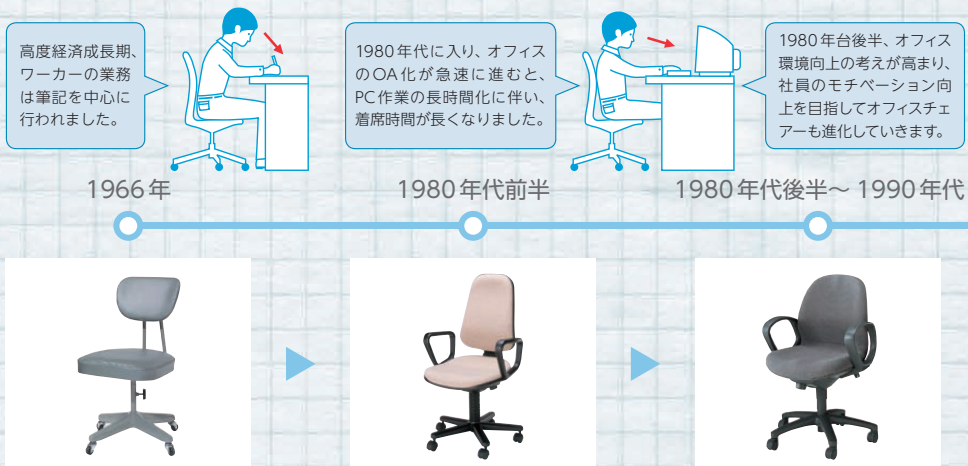 高度経済成長期、
ワーカーの業務
は筆記を中心に
行われました。
1980年代に入り、オフィス
のOA化が急速に進むと、
PC作業の長時間化に伴い、
着席時間が長くなりました。
1980年台後半、オフィス
環境向上の考えが高まり、
社員のモチベーション向
上を目指してオフィスチェ
アーも進化していきます。
1966年
1980年代前半
1980年代後半〜1990年代